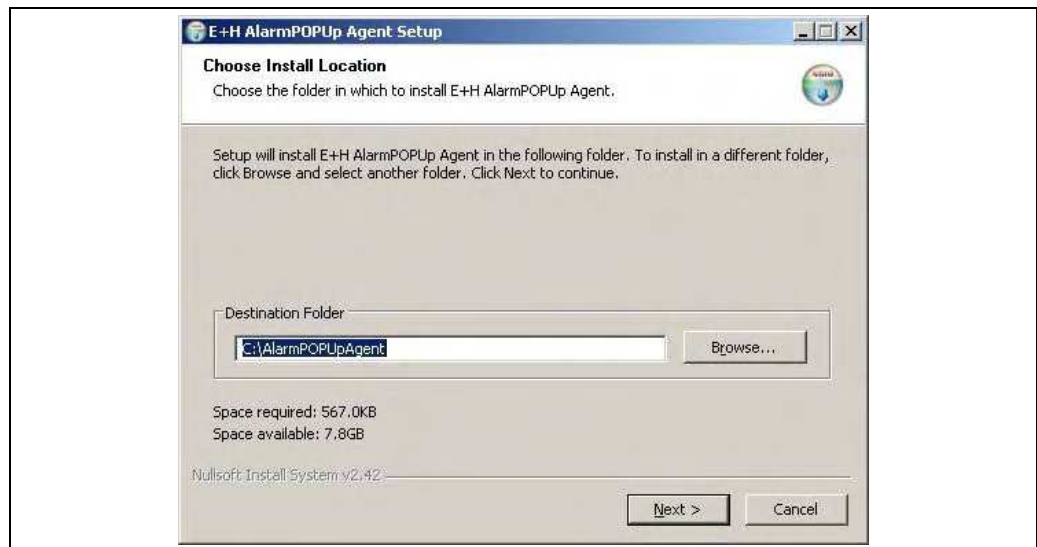 E+H AlarmPOPUp Agent Setup
Choose Install Location
Choose the folder in which to install E+H AlarmPOPUp Agent.
Setup will install E+H AlarmPOPUp Agent in the following folder. To install in a different folder,
click Browse and select another folder. Click Next to continue.
Destination Folder
C:\AlarmPOPUpAgent
Browse...
Space required: 567.0KB
Space available: 7.8GB
Nullsoft Install System v2.42
Next >
Cancel